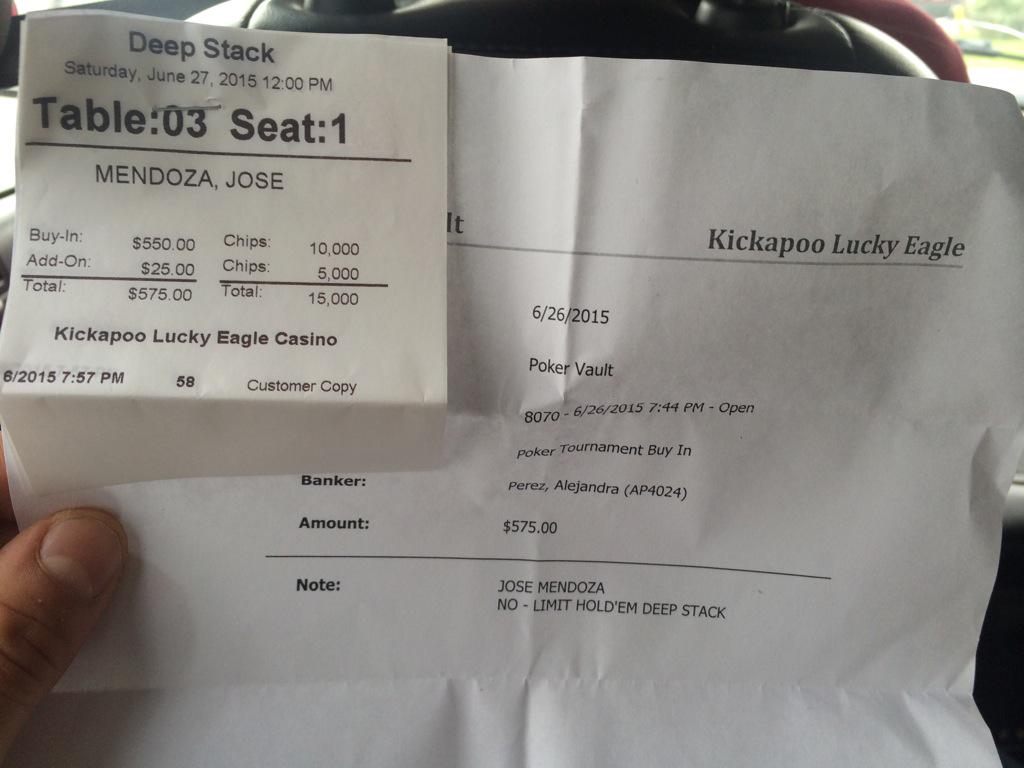 Deep Stack
Saturday, June 27, 2015 12:00 PM
Table:03 Seat:1
MENDOZA, JOSE
Buy-In: $550.00 Chips: 10,000
Add-On: $25.00 Chips: 5,000
Total: $575.00 Total: 15,000
Kickapoo Lucky Eagle Casino
6/2015 7:57 PM 58 Customer Copy
lt Kickapoo Lucky Eagle
6/26/2015
Poker Vault
8070 - 6/26/2015 7:44 PM - Open
Poker Tournament Buy In
Banker: Perez, Alejandra (AP4024)
Amount: $575.00
Note: JOSE MENDOZA
NO - LIMIT HOLD'EM DEEP STACK